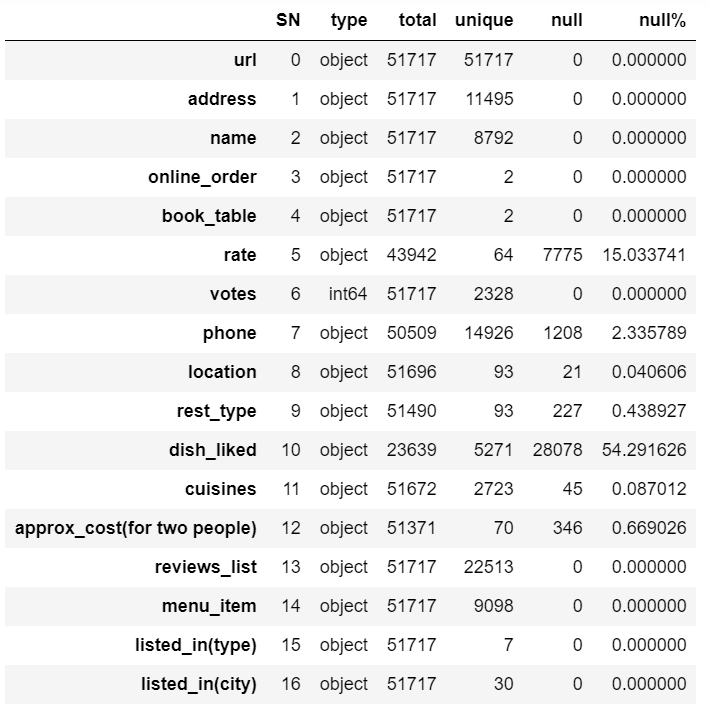 SN type total unique null null%
url 0 object 51717 51717 0 0.000000
address 1 object 51717 11495 0 0.000000
name 2 object 51717 8792 0 0.000000
online_order 3 object 51717 2 0 0.000000
book_table 4 object 51717 2 0 0.000000
rate 5 object 43942 64 7775 15.033741
votes 6 int64 51717 2328 0 0.000000
phone 7 object 50509 14926 1208 2.335789
location 8 object 51696 93 21 0.040606
rest_type 9 object 51490 93 227 0.438927
dish_liked 10 object 23639 5271 28078 54.291626
cuisines 11 object 51672 2723 45 0.087012
approx_cost(for two people) 12 object 51371 70 346 0.669026
reviews_list 13 object 51717 22513 0 0.000000
menu_item 14 object 51717 9098 0 0.000000
listed_in(type) 15 object 51717 7 0 0.000000
listed_in(city) 16 object 51717 30 0 0.000000